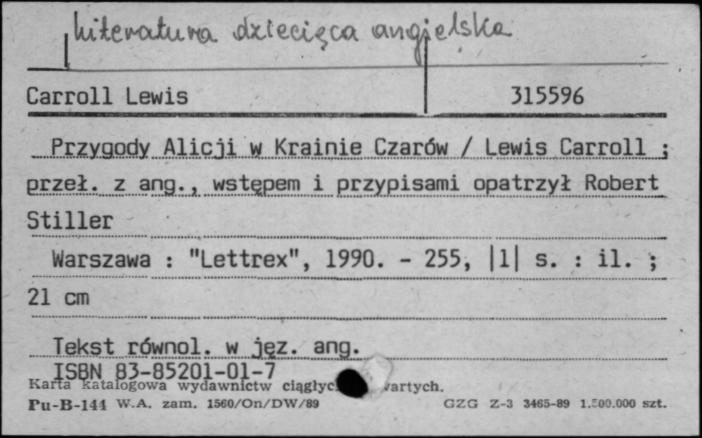 Literatura dziecięca angielska
Carroll Lewis 315596
Przygody Alicji w Krainie Czarów / Lewis Carroll ;
przeł. z ang., wstępem i przypisami opatrzył Robert
Stiller
Warszawa : "Lettrex", 1990. - 255, |1| s. : il. ;
21 cm
Tekst równol. w jęz. ang.
ISBN 83-85201-01-7
Karta katalogowa wydawnictw
Pu-B-144 W.A. zam. 1560/On/DW/89 GZG Z-3 3465-89 1.500.000 szt.